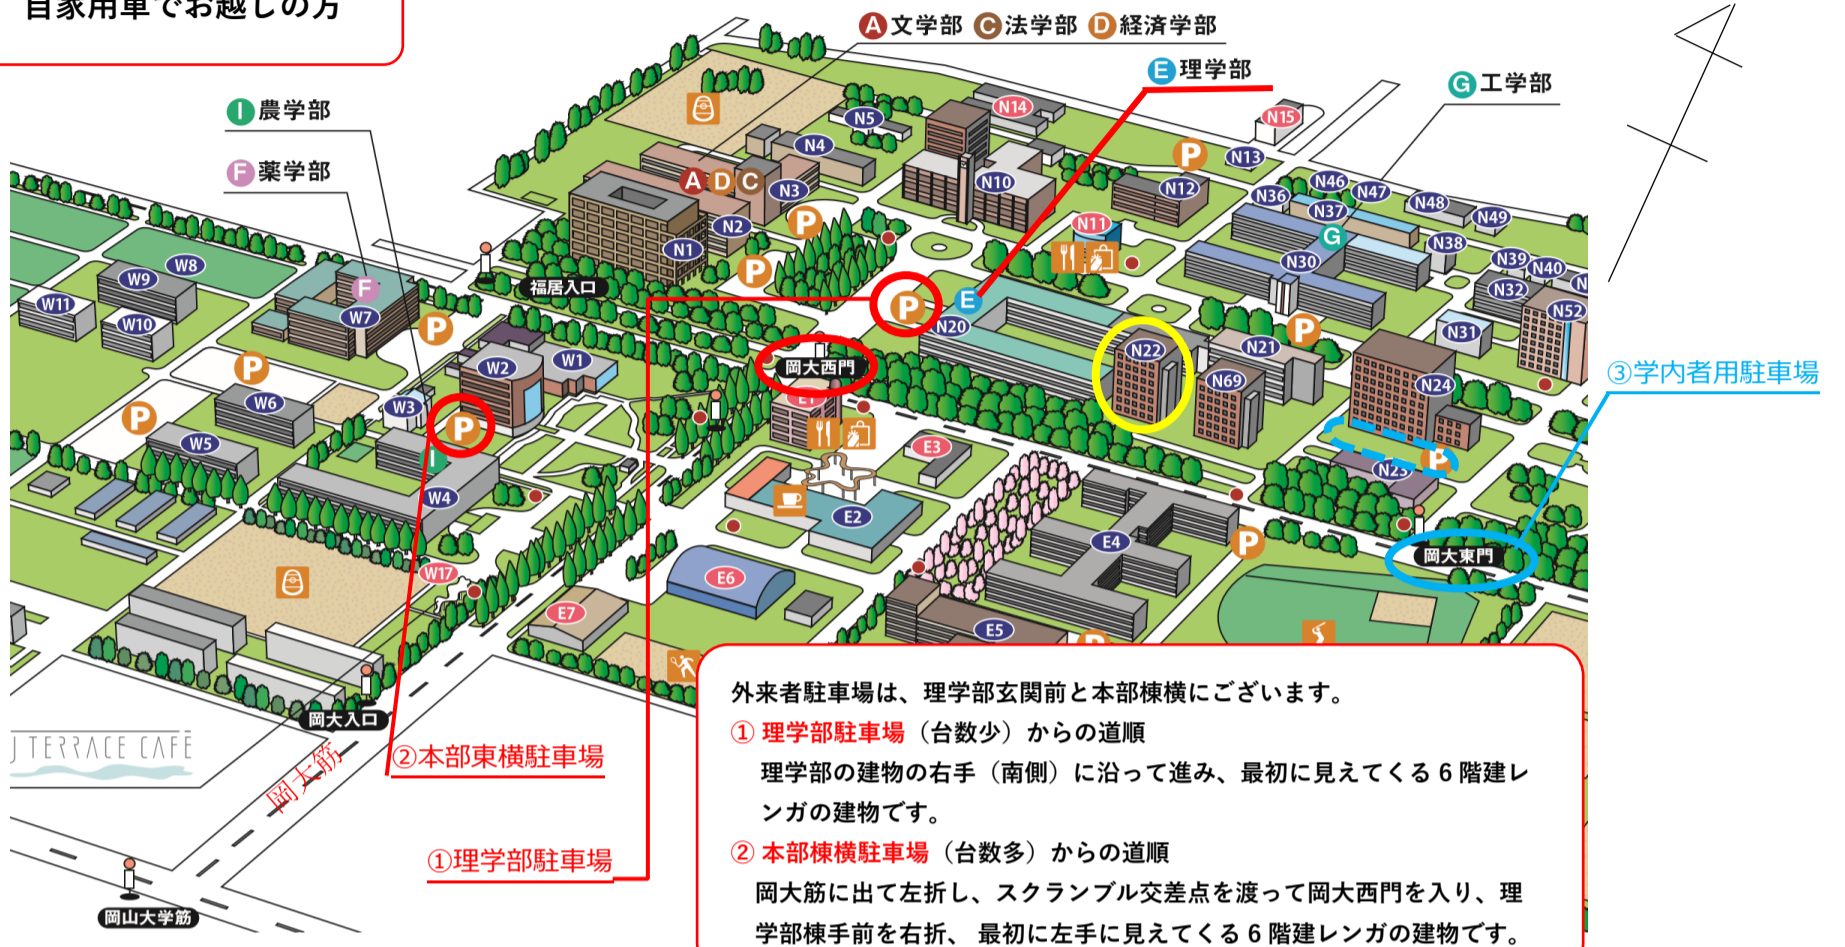 自家用車でお越しの方
A 文学部 C 法学部 D 経済学部
E 理学部
G 工学部
I 農学部
F 薬学部
N14
N15
N5
N4
N13
N10
N12
N3
A D C
N2
N1
N11
N36
N46
N47
N37
N48
N49
G
N38
N30
N39
N40
N32
N
N52
N31
W9
W8
W11
W10
F
W7
福居入口
P
E
N20
N22
N21
N69
N24
N23
岡大西門
W2
W1
W3
W6
W5
W4
I
E1
E3
E2
E4
E6
E7
E5
W17
③学内者用駐車場
岡大東門
岡大入口
TERRACE CAFE
岡大筋
岡山大学筋
②本部東横駐車場
①理学部駐車場
外来者駐車場は、理学部玄関前と本部棟横にございます。
① 理学部駐車場（台数少）からの道順
理学部の建物の右手（南側）に沿って進み、最初に見えてくる 6 階建レ
ンガの建物です。
② 本部棟横駐車場（台数多）からの道順
岡大筋に出て左折し、スクランブル交差点を渡って岡大西門を入り、理
学部棟手前を右折、 最初に左手に見えてくる 6 階建レンガの建物です。